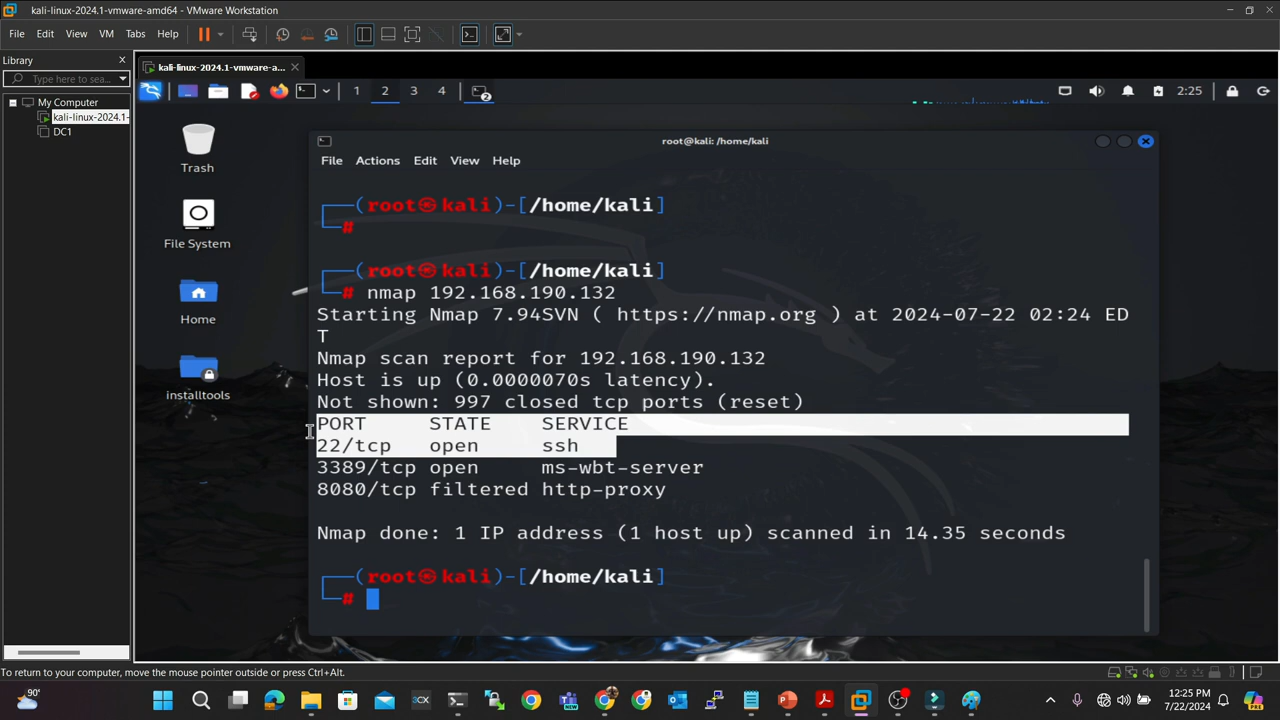 kali-linux-2024.1-vmware-amd64 - VMware Workstation
File Edit View VM Tabs Help
Library
Type here to sea...
My Computer
kali-linux-2024.1-
DC1
kali-linux-2024.1-vmware-a...
1 2 3 4
2
2:25
Trash
File System
Home
installtools
root@kali: /home/kali
File Actions Edit View Help
┌──(root㉿kali)-[/home/kali]
└─#
┌──(root㉿kali)-[/home/kali]
└─# nmap 192.168.190.132
Starting Nmap 7.94SVN ( https://nmap.org ) at 2024-07-22 02:24 ED
T
Nmap scan report for 192.168.190.132
Host is up (0.0000070s latency).
Not shown: 997 closed tcp ports (reset)
PORT STATE SERVICE
22/tcp open ssh
3389/tcp open ms-wbt-server
8080/tcp filtered http-proxy
Nmap done: 1 IP address (1 host up) scanned in 14.35 seconds
┌──(root㉿kali)-[/home/kali]
└─#
To return to your computer, move the mouse pointer outside or press Ctrl+Alt.
90°
12:25 PM
7/22/2024